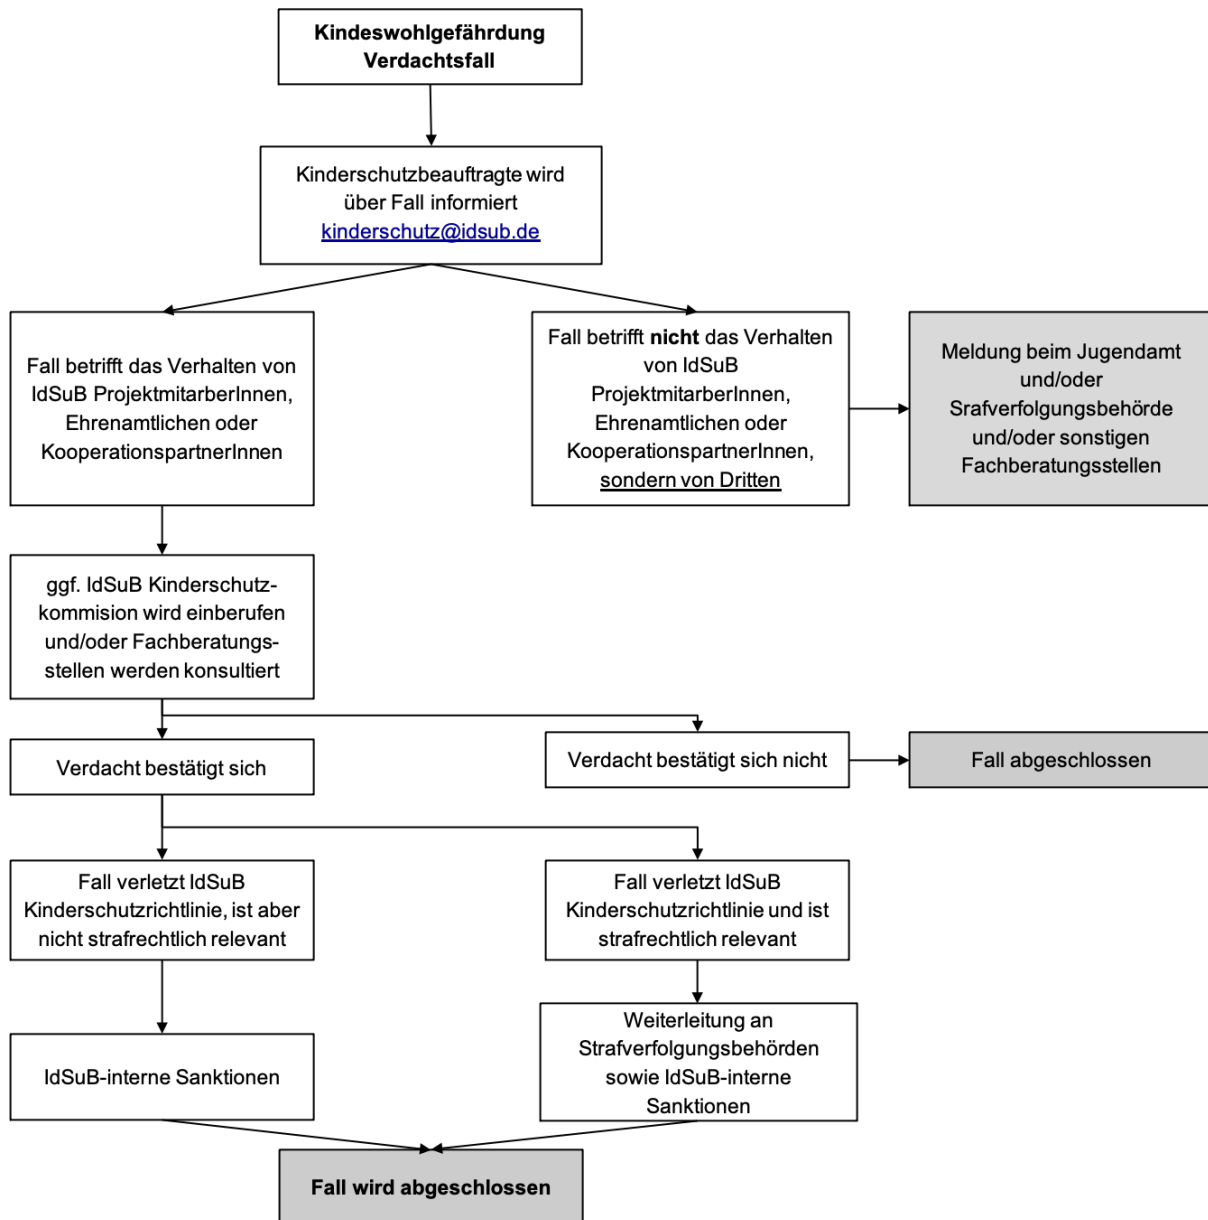 Kindeswohlgefährdung
Verdachtsfall
Kinderschutzbeauftragte wird
über Fall informiert
kinderschutz@idsub.de
Fall betrifft das Verhalten von
IdSuB ProjektmitarberInnen,
Ehrenamtlichen oder
KooperationspartnerInnen
Fall betrifft nicht das Verhalten
von IdSuB
ProjektmitarberInnen,
Ehrenamtlichen oder
KooperationspartnerInnen,
sondern von Dritten
Meldung beim Jugendamt
und/oder
Srafverfolgungsbehörde
und/oder sonstigen
Fachberatungsstellen
ggf. IdSuB Kinderschutz-
kommision wird einberufen
und/oder Fachberatungs-
stellen werden konsultiert
Verdacht bestätigt sich
Verdacht bestätigt sich nicht
Fall abgeschlossen
Fall verletzt IdSuB
Kinderschutzrichtlinie, ist aber
nicht strafrechtlich relevant
Fall verletzt IdSuB
Kinderschutzrichtlinie und ist
strafrechtlich relevant
IdSuB-interne Sanktionen
Weiterleitung an
Strafverfolgungsbehörden
sowie IdSuB-interne
Sanktionen
Fall wird abgeschlossen